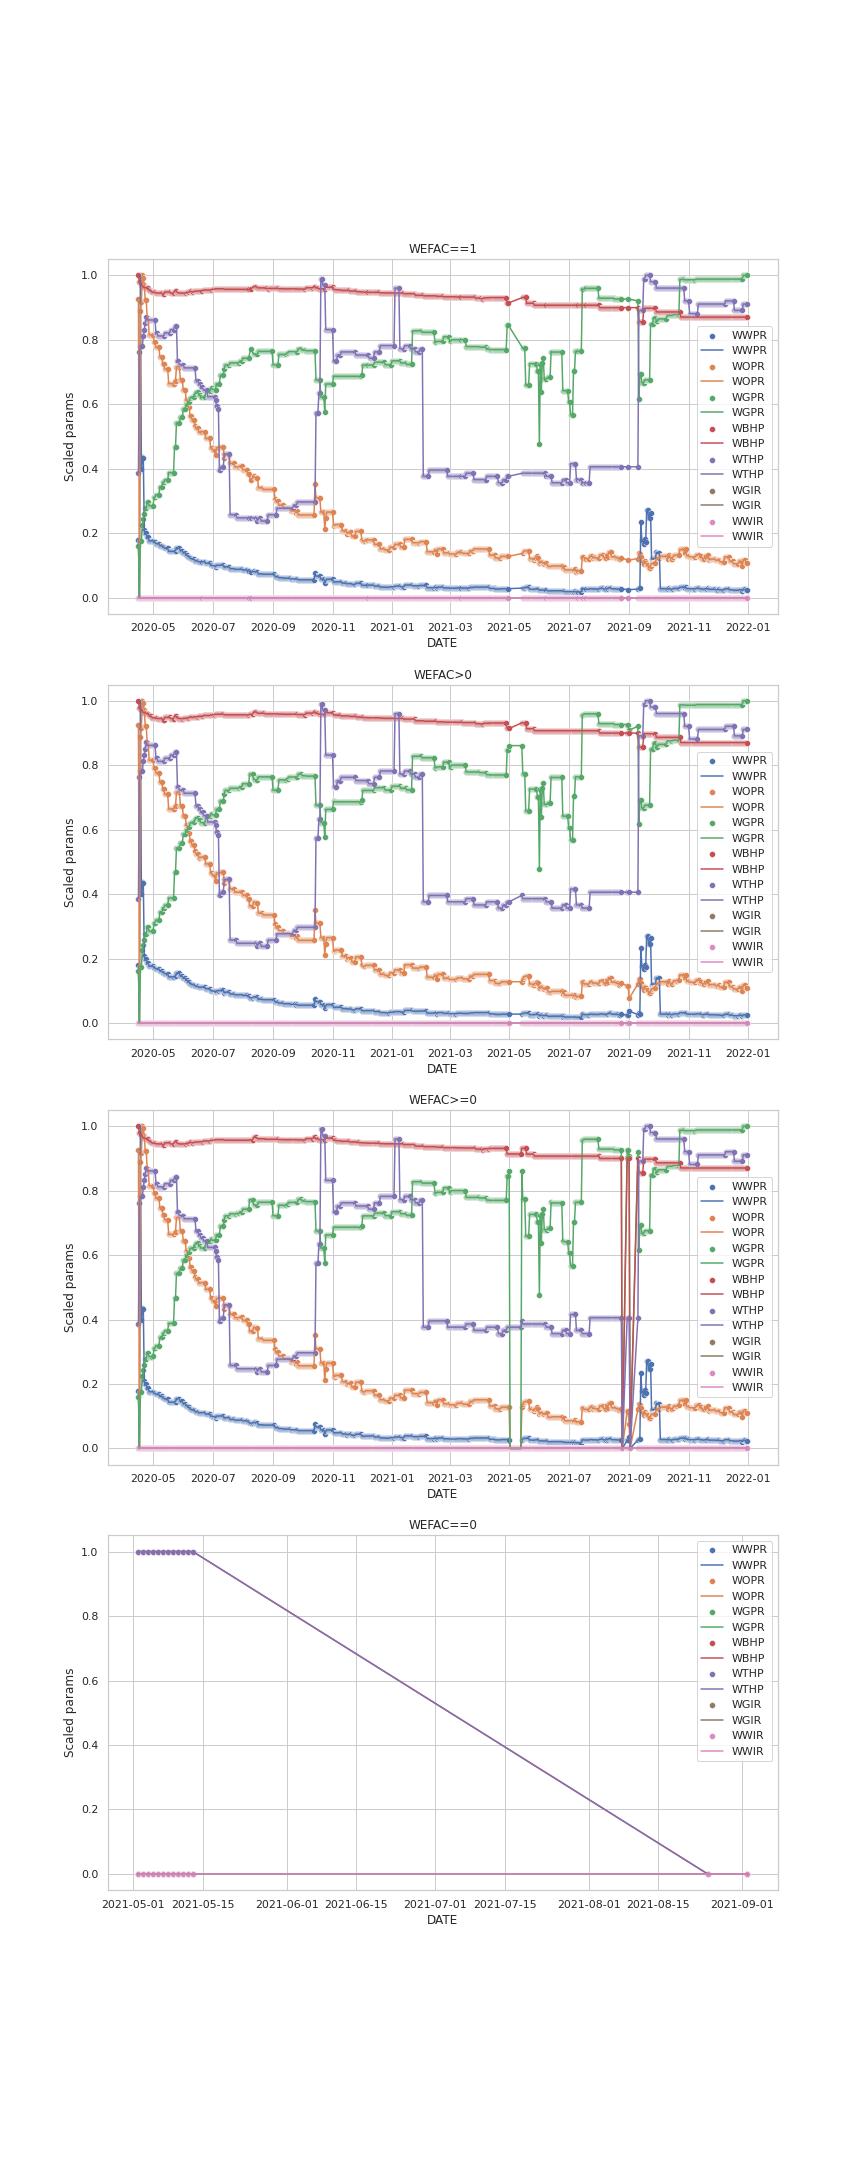 WEFAC==1
1.0
0.8
0.6
0.4
0.2
0.0
Scaled params
WWPR
WWPR
WOPR
WOPR
WGPR
WGPR
WBHP
WBHP
WTHP
WTHP
WGIR
WGIR
WWIR
WWIR
2020-05 2020-07 2020-09 2020-11 2021-01 2021-03 2021-05 2021-07 2021-09 2021-11 2022-01
DATE
WEFAC>0
1.0
0.8
0.6
0.4
0.2
0.0
Scaled params
WWPR
WWPR
WOPR
WOPR
WGPR
WGPR
WBHP
WBHP
WTHP
WTHP
WGIR
WGIR
WWIR
WWIR
2020-05 2020-07 2020-09 2020-11 2021-01 2021-03 2021-05 2021-07 2021-09 2021-11 2022-01
DATE
WEFAC>=0
1.0
0.8
0.6
0.4
0.2
0.0
Scaled params
WWPR
WWPR
WOPR
WOPR
WGPR
WGPR
WBHP
WBHP
WTHP
WTHP
WGIR
WGIR
WWIR
WWIR
2020-05 2020-07 2020-09 2020-11 2021-01 2021-03 2021-05 2021-07 2021-09 2021-11 2022-01
DATE
WEFAC==0
1.0
0.8
0.6
0.4
0.2
0.0
Scaled params
WWPR
WWPR
WOPR
WOPR
WGPR
WGPR
WBHP
WBHP
WTHP
WTHP
WGIR
WGIR
WWIR
WWIR
2021-05-01 2021-05-15 2021-06-01 2021-06-15 2021-07-01 2021-07-15 2021-08-01 2021-08-15 2021-09-01
DATE